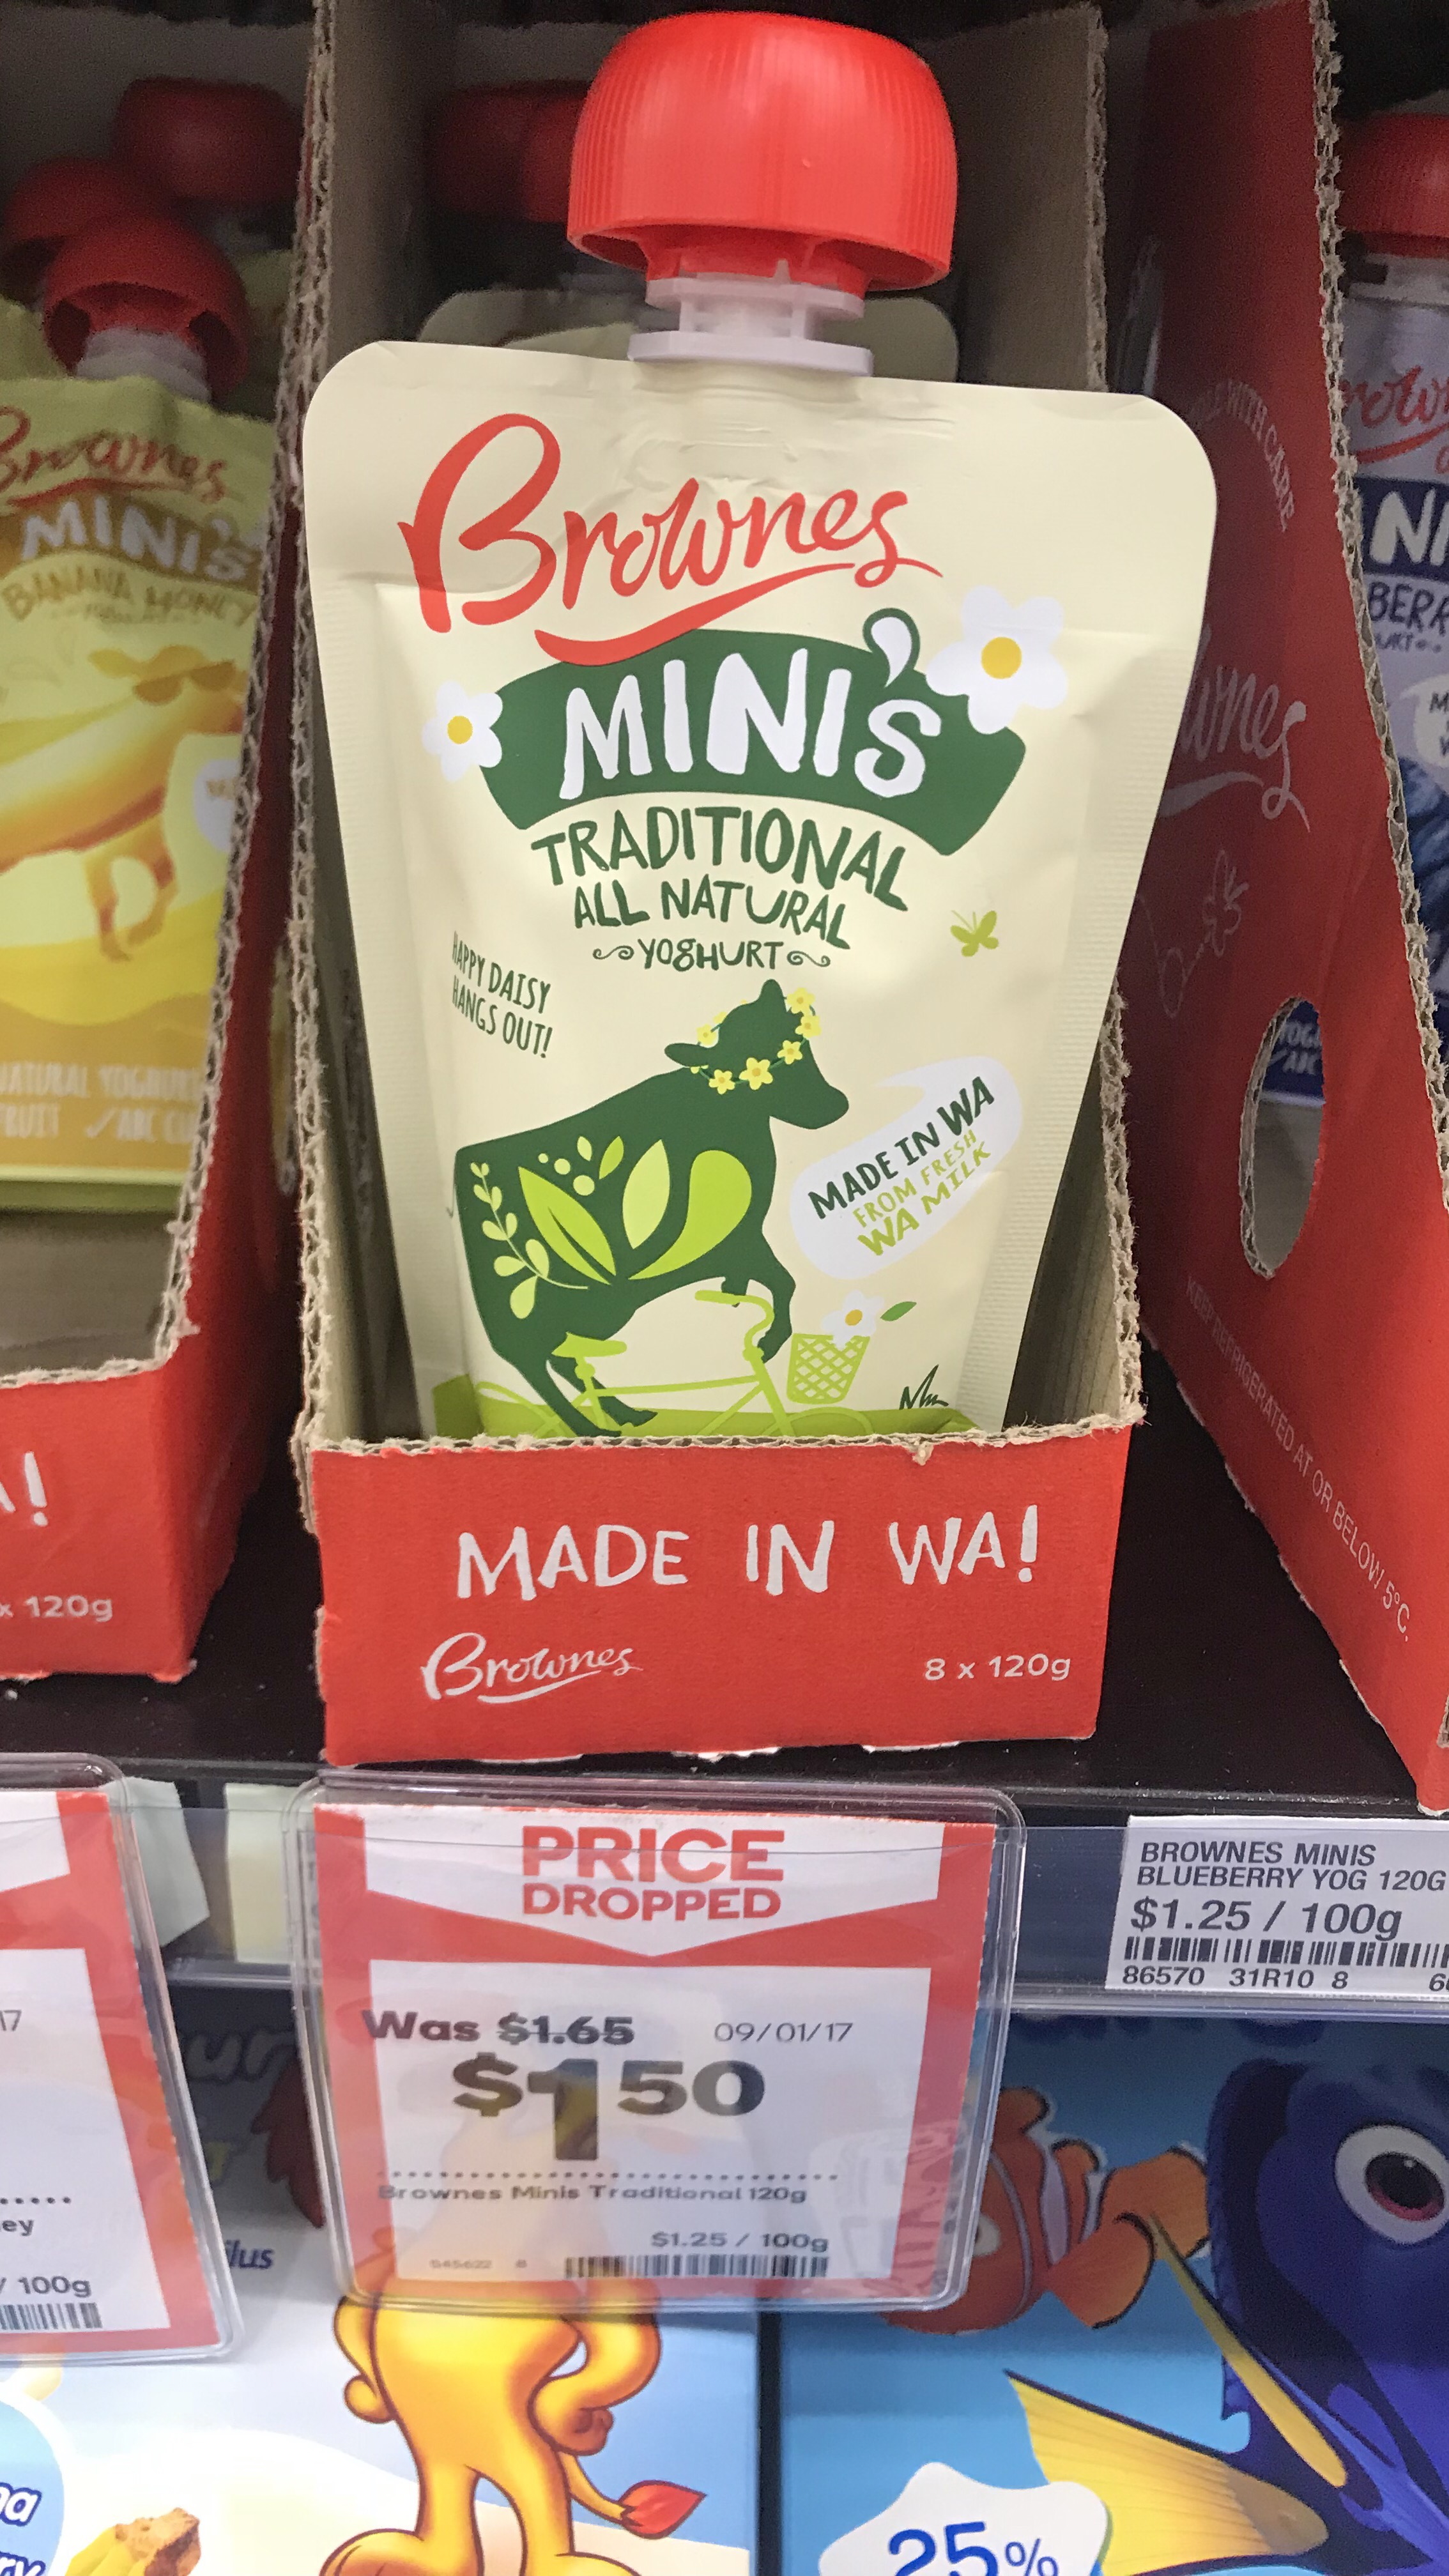 Brownes
MINI'S
TRADITIONAL
ALL NATURAL
YOGHURT
HAPPY DAISY
HANGS OUT!
MADE IN WA
FROM FRESH
WA MILK
MADE IN WA!
Brownes
8 x 120g
PRICE
DROPPED
Was $1.65
09/01/17
$1 50
Brownes Minis Traditional 120g
$1.25 / 100g
Brownes
MINI'S
BANANA HONEY
x 120g
/ 100g
WITH CARE
KEEP REFRIGERATED AT OR BELOW 5°C.
BROWNES MINIS
BLUEBERRY YOG 120G
$1.25 / 100g
86570 31R10 8
25%